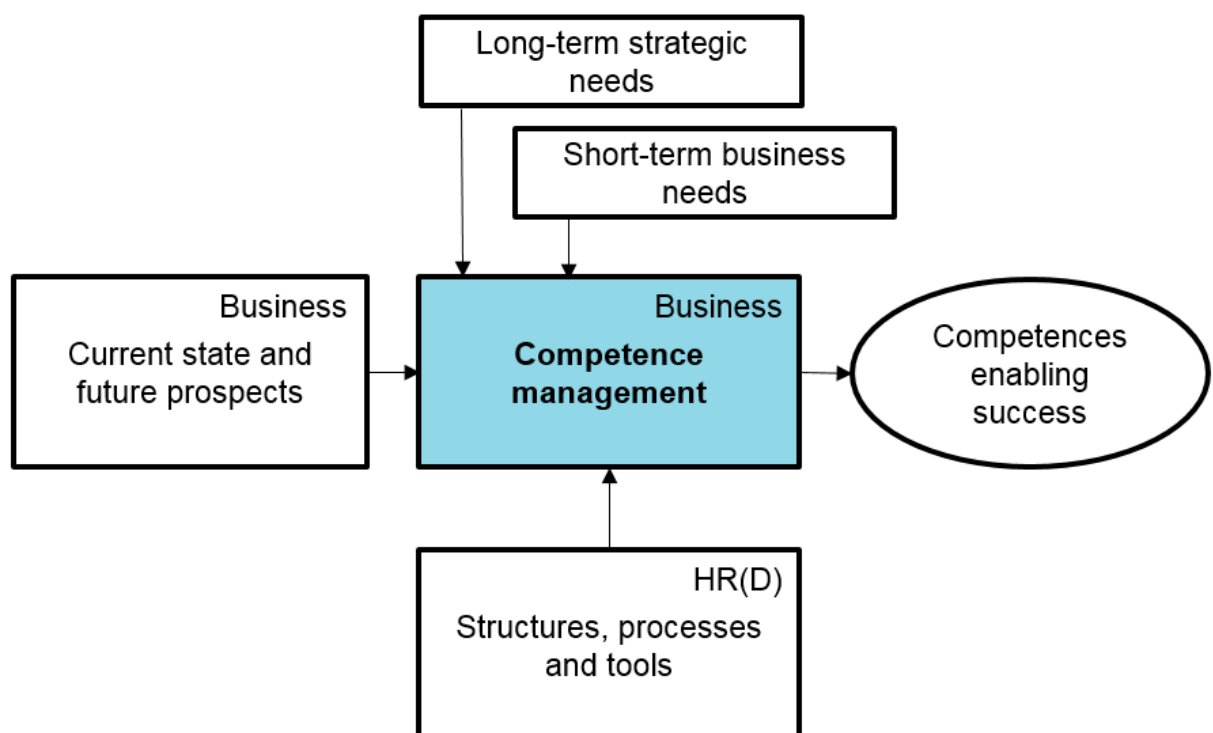 Long-term strategic
needs
Short-term business
needs
Business
Current state and
future prospects
Business
Competence
management
Competences
enabling
success
HR(D)
Structures, processes
and tools